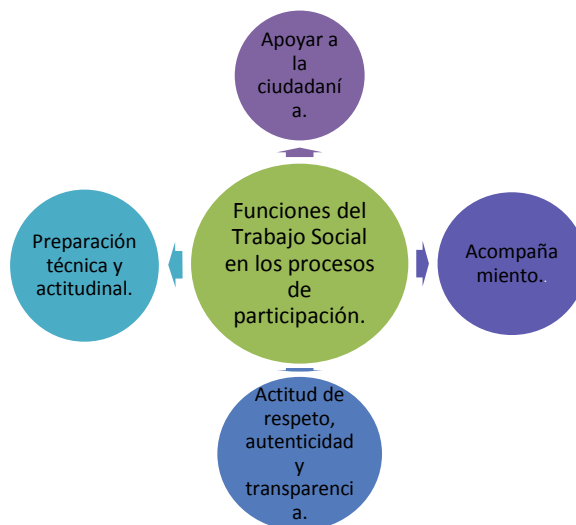 Apoyar a
la
ciudadaní
a.
Preparación
técnica y
actitudinal.
Funciones del
Trabajo Social
en los procesos
de
participación.
Acompaña
miento..
Actitud de
respeto,
autenticidad
y
transparenci
a.